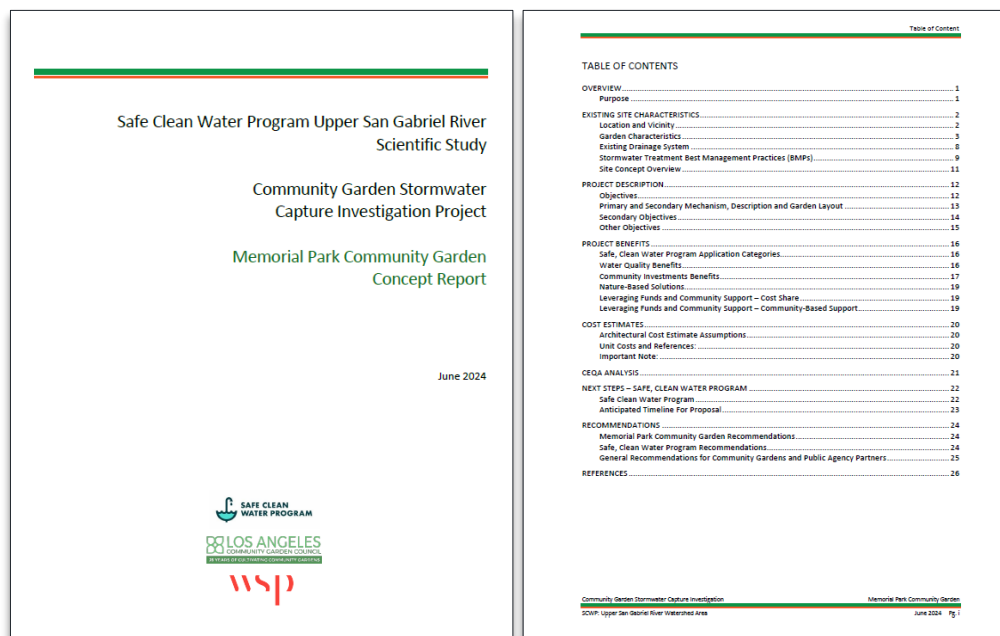 Safe Clean Water Program Upper San Gabriel River
Scientific Study
Community Garden Stormwater
Capture Investigation Project
Memorial Park Community Garden
Concept Report
June 2024
SAFE CLEAN
WATER PROGRAM
LOS ANGELES
COMMUNITY GARDEN COUNCIL
wsp
Table of Content
TABLE OF CONTENTS
OVERVIEW 1
Purpose 1
EXISTING SITE CHARACTERISTICS 2
Location and Vicinity 2
Garden Characteristics 3
Existing Drainage System 8
Stormwater Treatment Best Management Practices (BMPs) 9
Site Concept Overview 11
PROJECT DESCRIPTION 12
Objectives 12
Primary and Secondary Mechanism, Description and Garden Layout 13
Secondary Objectives 14
Other Objectives 15
PROJECT BENEFITS 16
Safe, Clean Water Program Application Categories 16
Water Quality Benefits 16
Community Investments Benefits 17
Nature-Based Solutions 19
Leveraging Funds and Community Support – Cost Share 19
Leveraging Funds and Community Support – Community-Based Support 19
COST ESTIMATES 20
Architectural Cost Estimate Assumptions 20
Unit Costs and References: 20
Important Note: 20
CEQA ANALYSIS 21
NEXT STEPS – SAFE, CLEAN WATER PROGRAM 22
Safe Clean Water Program 22
Anticipated Timeline For Proposal 23
RECOMMENDATIONS 24
Memorial Park Community Garden Recommendations 24
Safe, Clean Water Program Recommendations 24
General Recommendations for Community Gardens and Public Agency Partners 25
REFERENCES 26
Community Garden Stormwater Capture Investigation Memorial Park Community Garden
SCWP: Upper San Gabriel River Watershed Area June 2024 Pg. i